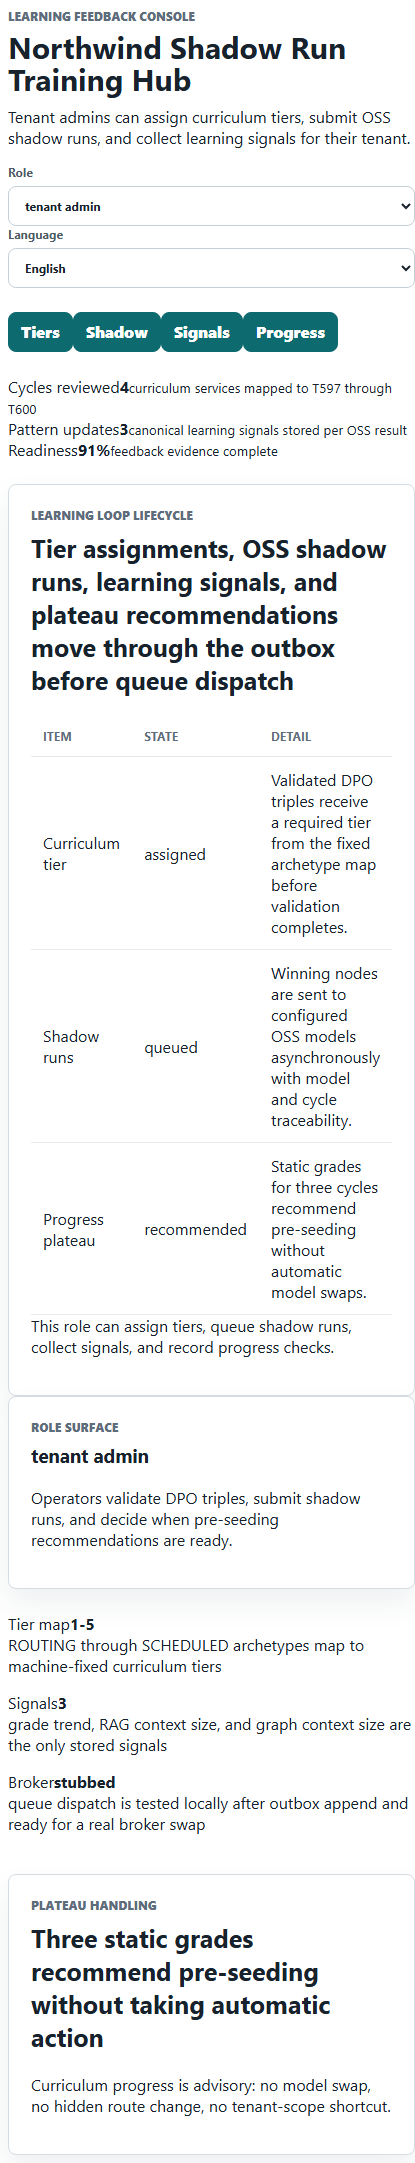 LEARNING FEEDBACK CONSOLE
Northwind Shadow Run
Training Hub
Tenant admins can assign curriculum tiers, submit OSS
shadow runs, and collect learning signals for their tenant.
Role
tenant admin
Language
English
Tiers Shadow Signals Progress
Cycles reviewed4curriculum services mapped to T597 through
T600
Pattern updates3canonical learning signals stored per OSS result
Readiness91%feedback evidence complete
LEARNING LOOP LIFECYCLE
Tier assignments, OSS shadow
runs, learning signals, and
plateau recommendations
move through the outbox
before queue dispatch
ITEM STATE DETAIL
Curriculum
tier
assigned
Validated DPO
triples receive
a required tier
from the fixed
archetype map
before
validation
completes.
Shadow
runs
queued
Winning nodes
are sent to
configured
OSS models
asynchronously
with model
and cycle
traceability.
Progress
plateau
recommended
Static grades
for three cycles
recommend
pre-seeding
without
automatic
model swaps.
This role can assign tiers, queue shadow runs,
collect signals, and record progress checks.
ROLE SURFACE
tenant admin
Operators validate DPO triples, submit shadow
runs, and decide when pre-seeding
recommendations are ready.
Tier map1-5
ROUTING through SCHEDULED archetypes map to
machine-fixed curriculum tiers
Signals3
grade trend, RAG context size, and graph context size are
the only stored signals
Brokerstubbed
queue dispatch is tested locally after outbox append and
ready for a real broker swap
PLATEAU HANDLING
Three static grades
recommend pre-seeding
without taking automatic
action
Curriculum progress is advisory: no model swap,
no hidden route change, no tenant-scope shortcut.